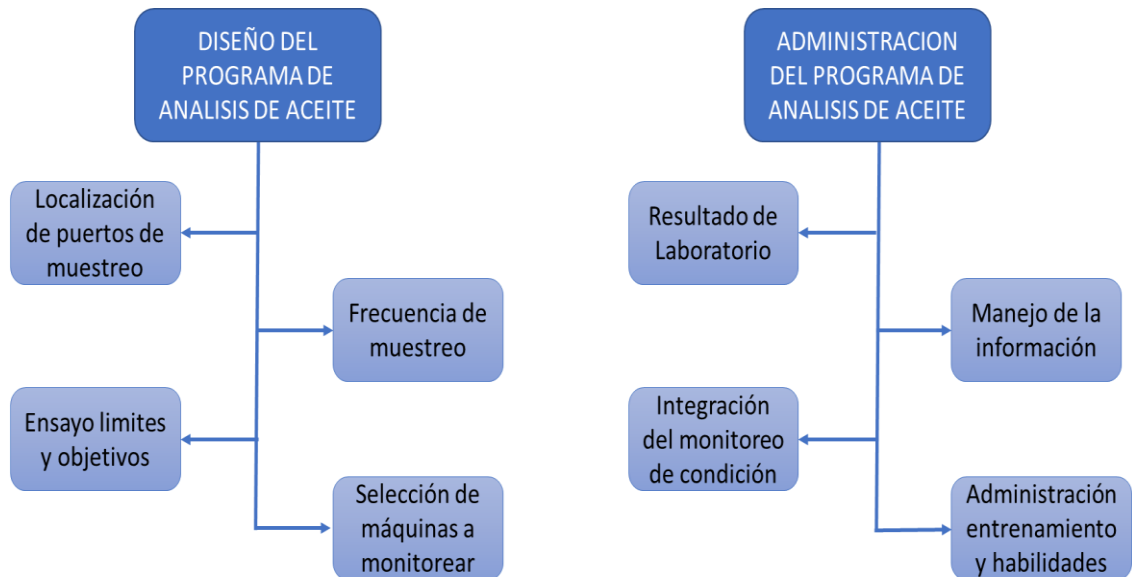 DISEÑO DEL
PROGRAMA DE
ANALISIS DE ACEITE
Localización
de puertos de
muestreo
Frecuencia de
muestreo
Ensayo limites
y objetivos
Selección de
máquinas a
monitorear
ADMINISTRACION
DEL PROGRAMA DE
ANALISIS DE ACEITE
Resultado de
Laboratorio
Manejo de la
información
Integración
del monitoreo
de condición
Administración
entrenamiento
y habilidades